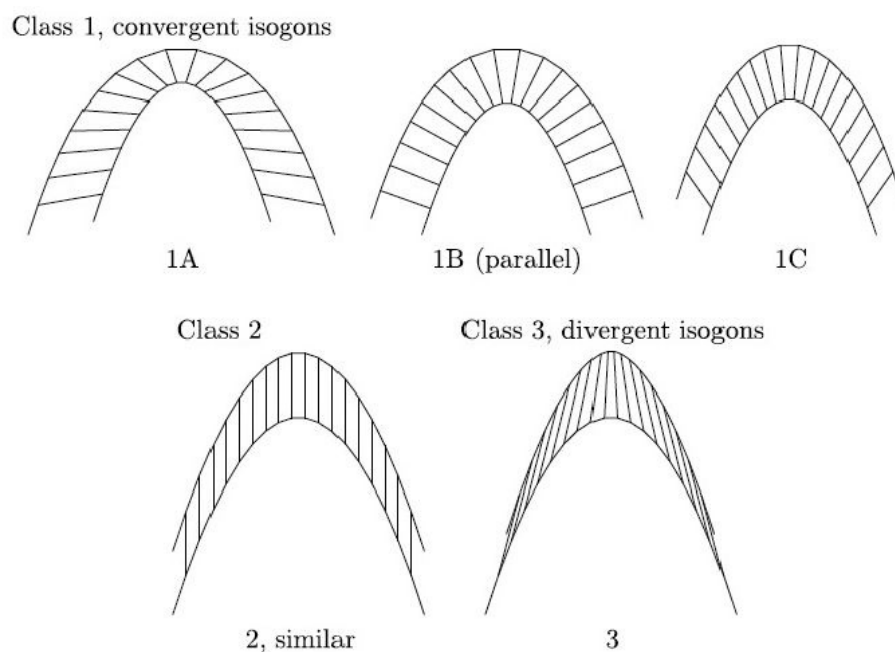 Class 1, convergent isogons
1A
1B (parallel)
1C
Class 2
Class 3, divergent isogons
2, similar
3